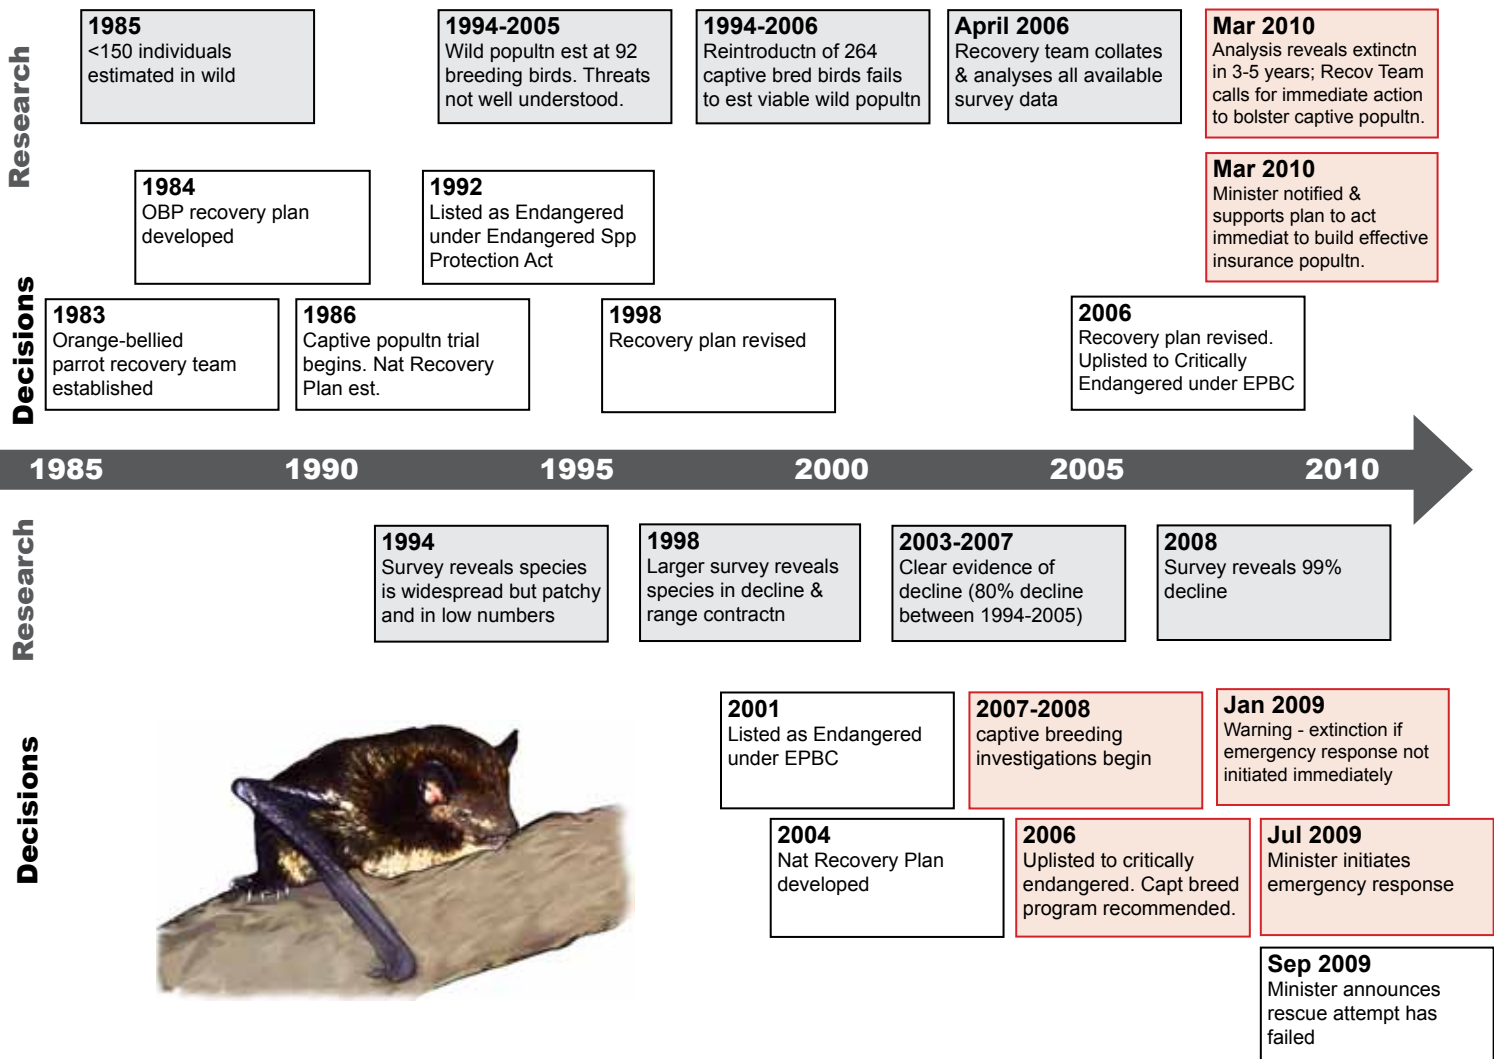 Research
1985
<150 individuals
estimated in wild
1994-2005
Wild popultn est at 92
breeding birds. Threats
not well understood.
1994-2006
Reintroductn of 264
captive bred birds fails
to est viable wild popultn
April 2006
Recovery team collates
& analyses all available
survey data
Mar 2010
Analysis reveals extinctn
in 3-5 years; Recov Team
calls for immediate action
to bolster captive popultn.
Decisions
1984
OBP recovery plan
developed
1992
Listed as Endangered
under Endangered Spp
Protection Act
Mar 2010
Minister notified &
supports plan to act
immediat to build effective
insurance popultn.
1983
Orange-bellied
parrot recovery team
established
1986
Captive popultn trial
begins. Nat Recovery
Plan est.
1998
Recovery plan revised
2006
Recovery plan revised.
Uplisted to Critically
Endangered under EPBC
1985 1990 1995 2000 2005 2010
Research
1994
Survey reveals species
is widespread but patchy
and in low numbers
1998
Larger survey reveals
species in decline &
range contractn
2003-2007
Clear evidence of
decline (80% decline
between 1994-2005)
2008
Survey reveals 99%
decline
Decisions
2001
Listed as Endangered
under EPBC
2007-2008
captive breeding
investigations begin
Jan 2009
Warning - extinction if
emergency response not
initiated immediately
2004
Nat Recovery Plan
developed
2006
Uplisted to critically
endangered. Capt breed
program recommended.
Jul 2009
Minister initiates
emergency response
Sep 2009
Minister announces
rescue attempt has
failed